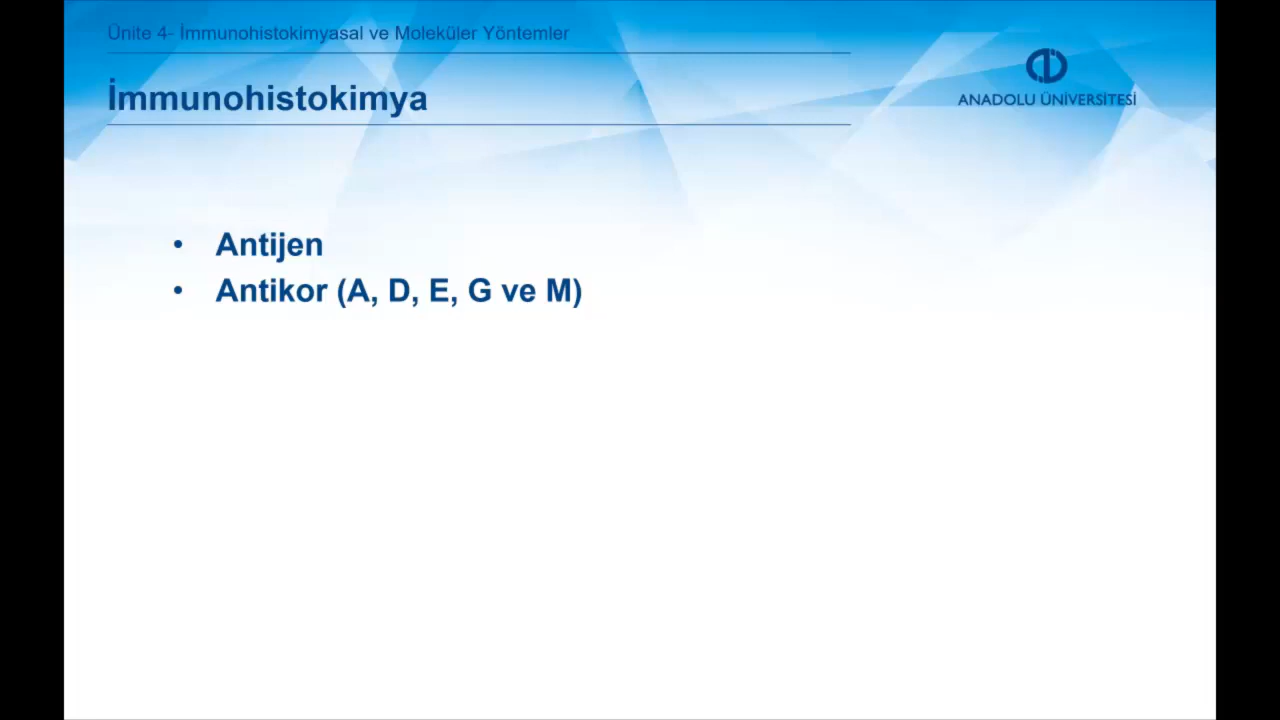 Ünite 4- İmmunohistokimyasal ve Moleküler Yöntemler
İmmunohistokimya
ANADOLU ÜNİVERSİTESİ
• Antijen
• Antikor (A, D, E, G ve M)